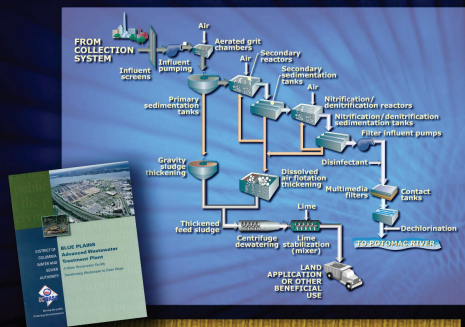 FROM
COLLECTION
SYSTEM
Influent
screens
Influent
pumping
Air
Aerated grit
chambers
Air
Secondary
reactors
Secondary
sedimentation
tanks
Air
Primary
sedimentation
tanks
Nitrification/
denitrification reactors
Nitrification/denitrification
sedimentation tanks
Filter influent pumps
Gravity
sludge
thickening
Dissolved
air flotation
thickening
Disinfectant
Multimedia
filters
Contact
tanks
Dechlorination
TO POTOMAC RIVER
Thickened
feed sludge
Centrifuge
dewatering
Lime
Lime
stabilization
(mixer)
LAND
APPLICATION
OR OTHER
BENEFICIAL
USE
DISTRICT OF
COLUMBIA
WATER AND
SEWER
AUTHORITY
BLUE PLAINS
Advanced Wastewater
Treatment Plant